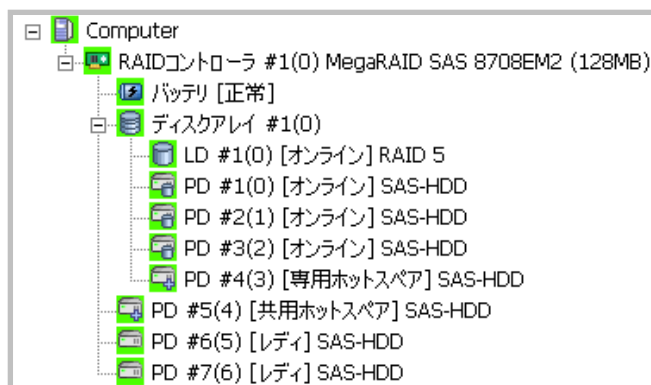 Computer
RAIDコントローラ #1(0) MegaRAID SAS 8708EM2 (128MB)
バッテリ [正常]
ディスクアレイ #1(0)
LD #1(0) [オンライン] RAID 5
PD #1(0) [オンライン] SAS-HDD
PD #2(1) [オンライン] SAS-HDD
PD #3(2) [オンライン] SAS-HDD
PD #4(3) [専用ホットスペア] SAS-HDD
PD #5(4) [共用ホットスペア] SAS-HDD
PD #6(5) [レディ] SAS-HDD
PD #7(6) [レディ] SAS-HDD